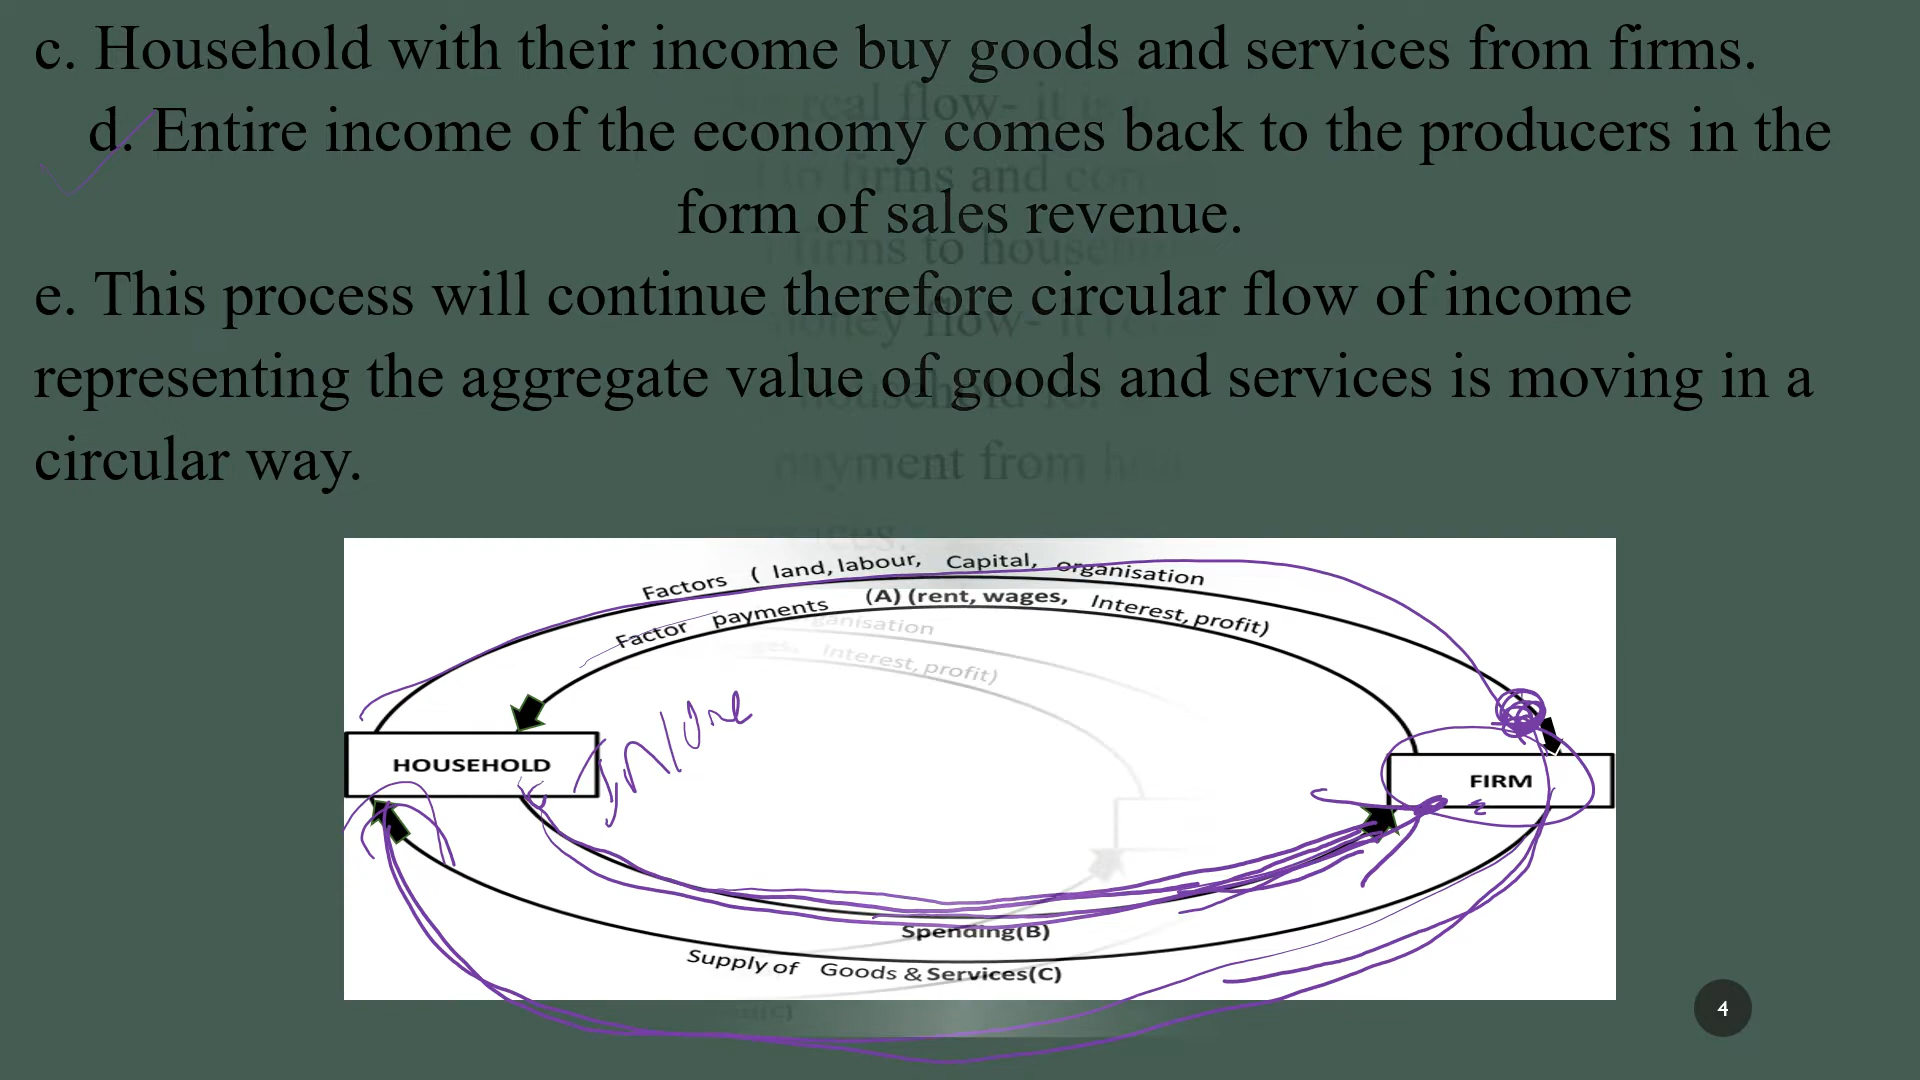 c. Household with their income buy goods and services from firms.
d. Entire income of the economy comes back to the producers in the
form of sales revenue.
e. This process will continue therefore circular flow of income
representing the aggregate value of goods and services is moving in a
circular way.
Factors ( land, labour, Capital, organisation
Factor payments (A) (rent, wages, Interest, profit)
HOUSEHOLD
FIRM
Spending(B)
Supply of Goods & Services(C)
4